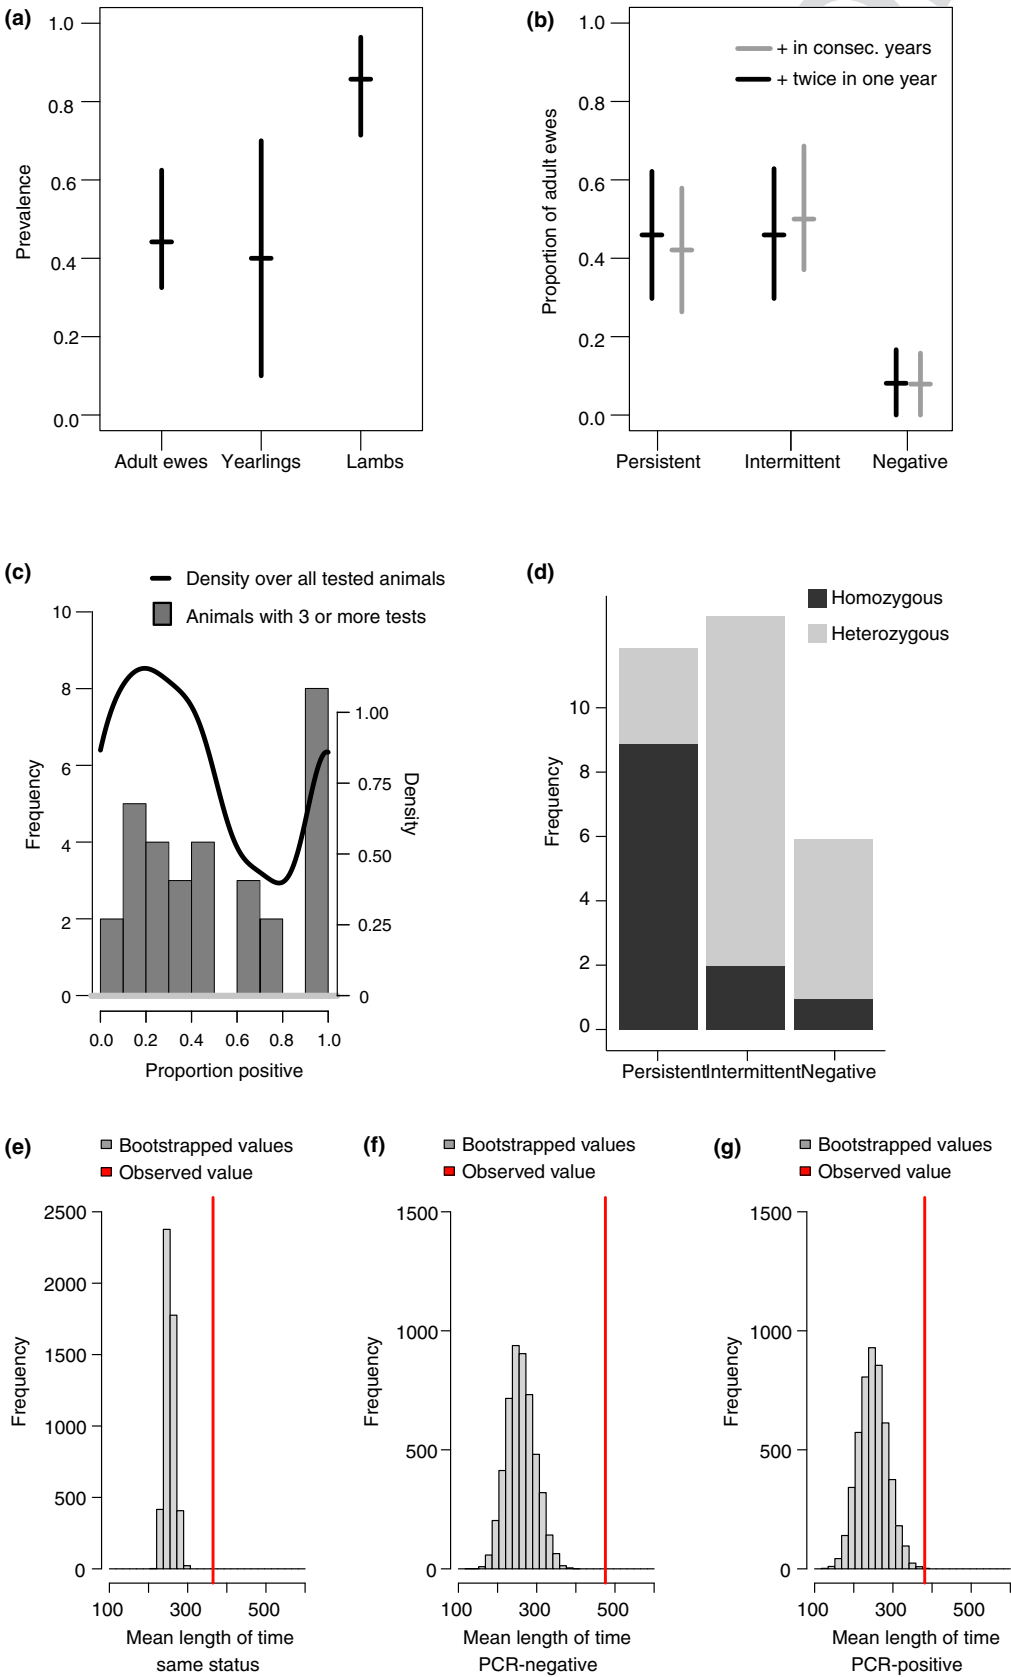 (a)
1.0
0.8
0.6
0.4
0.2
0.0
Prevalence
Adult ewes Yearlings Lambs
(b)
1.0
0.8
0.6
0.4
0.2
0.0
Proportion of adult ewes
+ in consec. years
+ twice in one year
Persistent Intermittent Negative
(c)
Density over all tested animals
Animals with 3 or more tests
10
8
6
4
2
0
Frequency
1.00
0.75
0.50
0.25
0
Density
0.0 0.2 0.4 0.6 0.8 1.0
Proportion positive
(d)
Homozygous
Heterozygous
10
8
6
4
2
0
Frequency
PersistentIntermittentNegative
(e)
Bootstrapped values
Observed value
2500
2000
1500
1000
500
0
Frequency
100 300 500
Mean length of time
same status
(f)
Bootstrapped values
Observed value
1500
1000
500
0
Frequency
100 300 500
Mean length of time
PCR-negative
(g)
Bootstrapped values
Observed value
1500
1000
500
0
Frequency
100 300 500
Mean length of time
PCR-positive